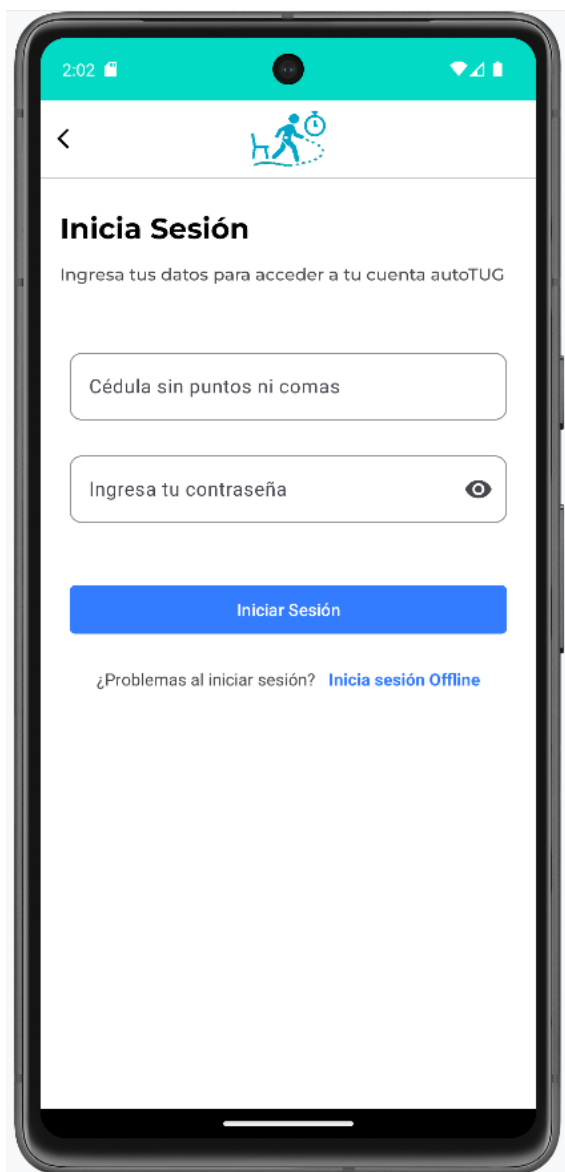 2:02
Inicia Sesión
Ingresa tus datos para acceder a tu cuenta autoTUG
Cédula sin puntos ni comas
Ingresa tu contraseña
Iniciar Sesión
¿Problemas al iniciar sesión? Inicia sesión Offline